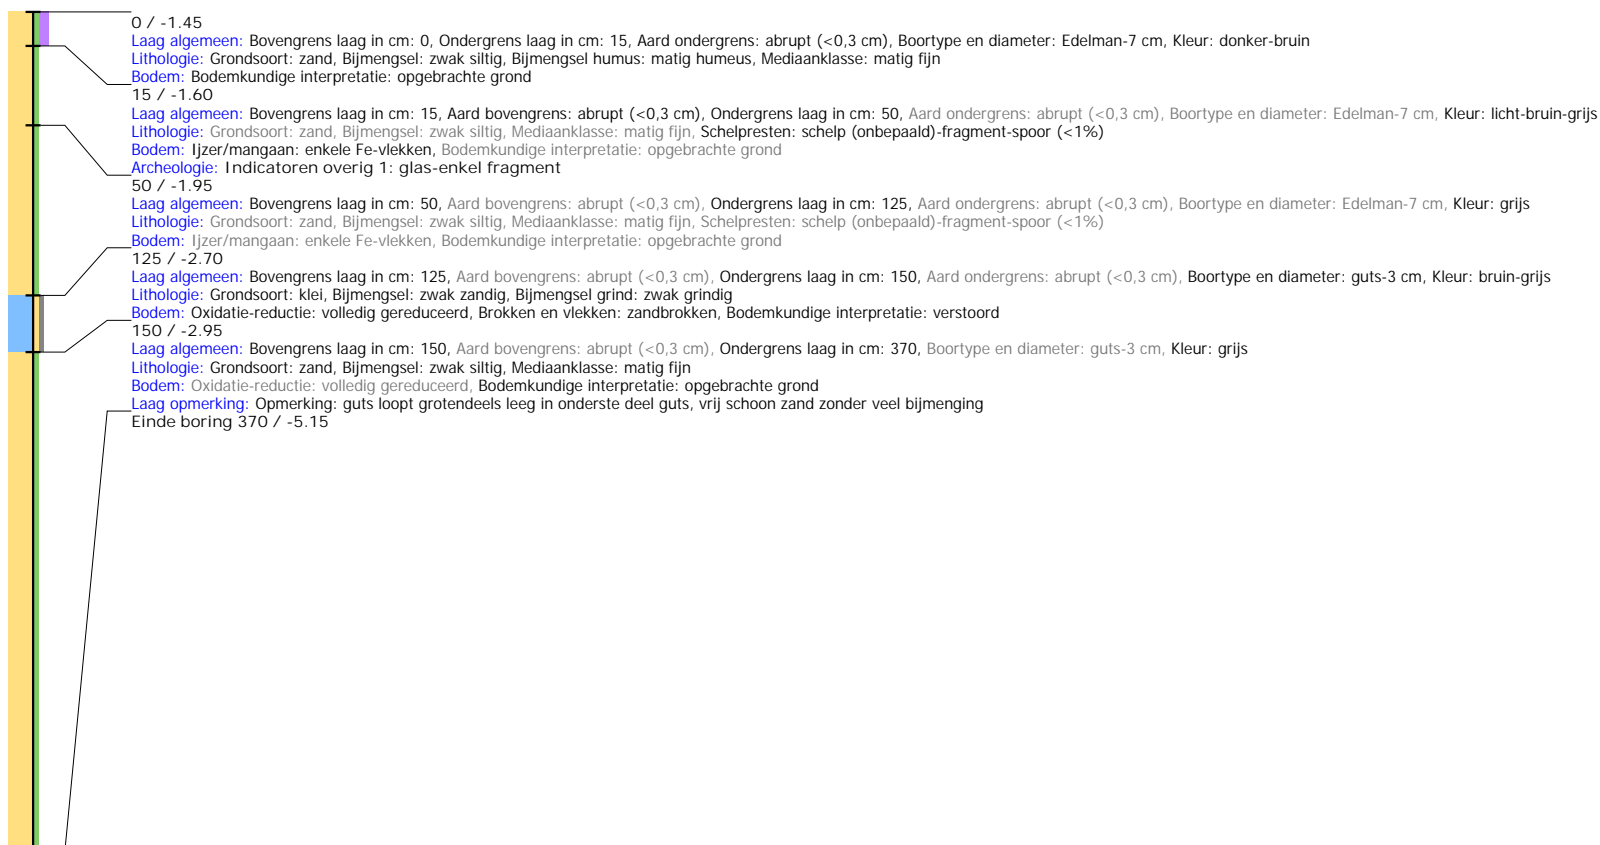 0 / -1.45
Laag algemeen: Bovengrens laag in cm: 0, Ondergrens laag in cm: 15, Aard ondergrens: abrupt (<0,3 cm), Boortype en diameter: Edelman-7 cm, Kleur: donker-bruin
Lithologie: Grondsoort: zand, Bijmengsel: zwak siltig, Bijmengsel humus: matig humeus, Mediaanklasse: matig fijn
Bodem: Bodemkundige interpretatie: opgebrachte grond
15 / -1.60
Laag algemeen: Bovengrens laag in cm: 15, Aard bovengrens: abrupt (<0,3 cm), Ondergrens laag in cm: 50, Aard ondergrens: abrupt (<0,3 cm), Boortype en diameter: Edelman-7 cm, Kleur: licht-bruin-grijs
Lithologie: Grondsoort: zand, Bijmengsel: zwak siltig, Mediaanklasse: matig fijn, Schelpresten: schelp (onbepaald)-fragment-spoor (<1%)
Bodem: Ijzer/mangaan: enkele Fe-vlekken, Bodemkundige interpretatie: opgebrachte grond
Archeologie: Indicatoren overig 1: glas-enkel fragment
50 / -1.95
Laag algemeen: Bovengrens laag in cm: 50, Aard bovengrens: abrupt (<0,3 cm), Ondergrens laag in cm: 125, Aard ondergrens: abrupt (<0,3 cm), Boortype en diameter: Edelman-7 cm, Kleur: grijs
Lithologie: Grondsoort: zand, Bijmengsel: zwak siltig, Mediaanklasse: matig fijn, Schelpresten: schelp (onbepaald)-fragment-spoor (<1%)
Bodem: Ijzer/mangaan: enkele Fe-vlekken, Bodemkundige interpretatie: opgebrachte grond
125 / -2.70
Laag algemeen: Bovengrens laag in cm: 125, Aard bovengrens: abrupt (<0,3 cm), Ondergrens laag in cm: 150, Aard ondergrens: abrupt (<0,3 cm), Boortype en diameter: guts-3 cm, Kleur: bruin-grijs
Lithologie: Grondsoort: klei, Bijmengsel: zwak zandig, Bijmengsel grind: zwak grindig
Bodem: Oxidatie-reductie: volledig gereduceerd, Brokken en vlekken: zandbrokken, Bodemkundige interpretatie: verstoord
150 / -2.95
Laag algemeen: Bovengrens laag in cm: 150, Aard bovengrens: abrupt (<0,3 cm), Ondergrens laag in cm: 370, Boortype en diameter: guts-3 cm, Kleur: grijs
Lithologie: Grondsoort: zand, Bijmengsel: zwak siltig, Mediaanklasse: matig fijn
Bodem: Oxidatie-reductie: volledig gereduceerd, Bodemkundige interpretatie: opgebrachte grond
Laag opmerking: Opmerking: guts loopt grotendeels leeg in onderste deel guts, vrij schoon zand zonder veel bijmenging
Einde boring 370 / -5.15